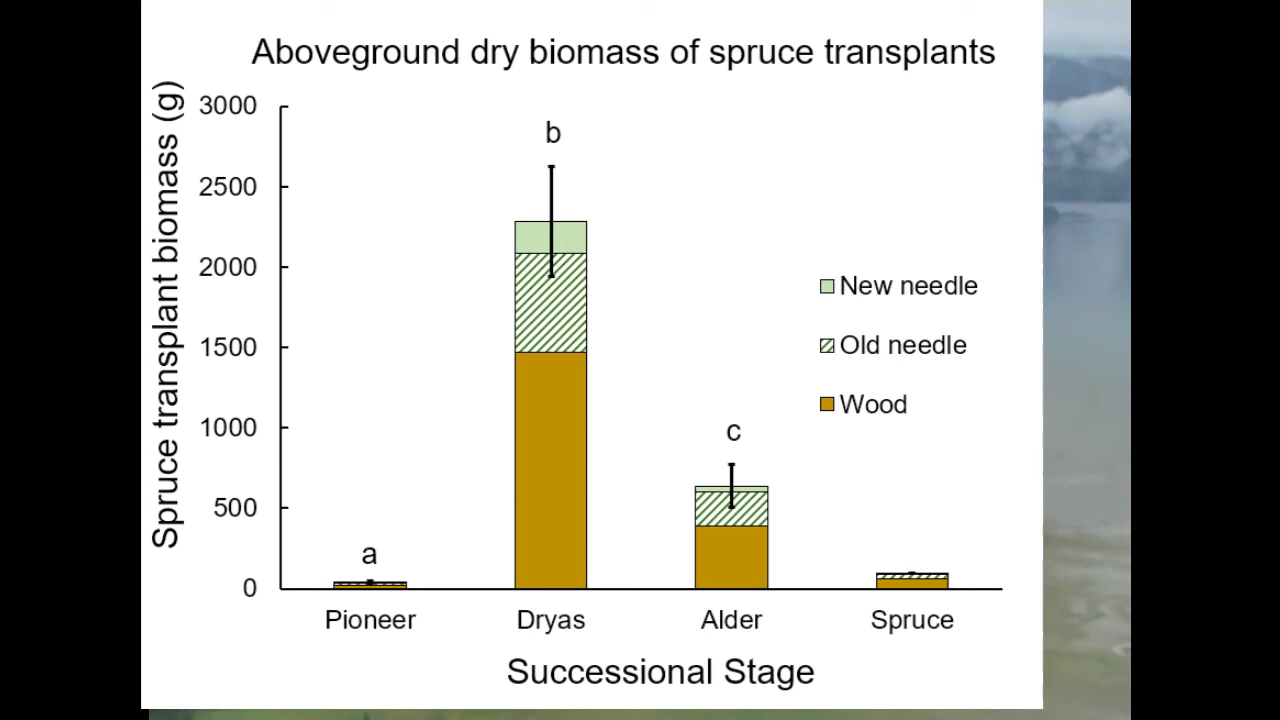 Aboveground dry biomass of spruce transplants
Spruce transplant biomass (g)
3000
2500
2000
1500
1000
500
0
b
c
a
New needle
Old needle
Wood
Pioneer Dryas Alder Spruce
Successional Stage